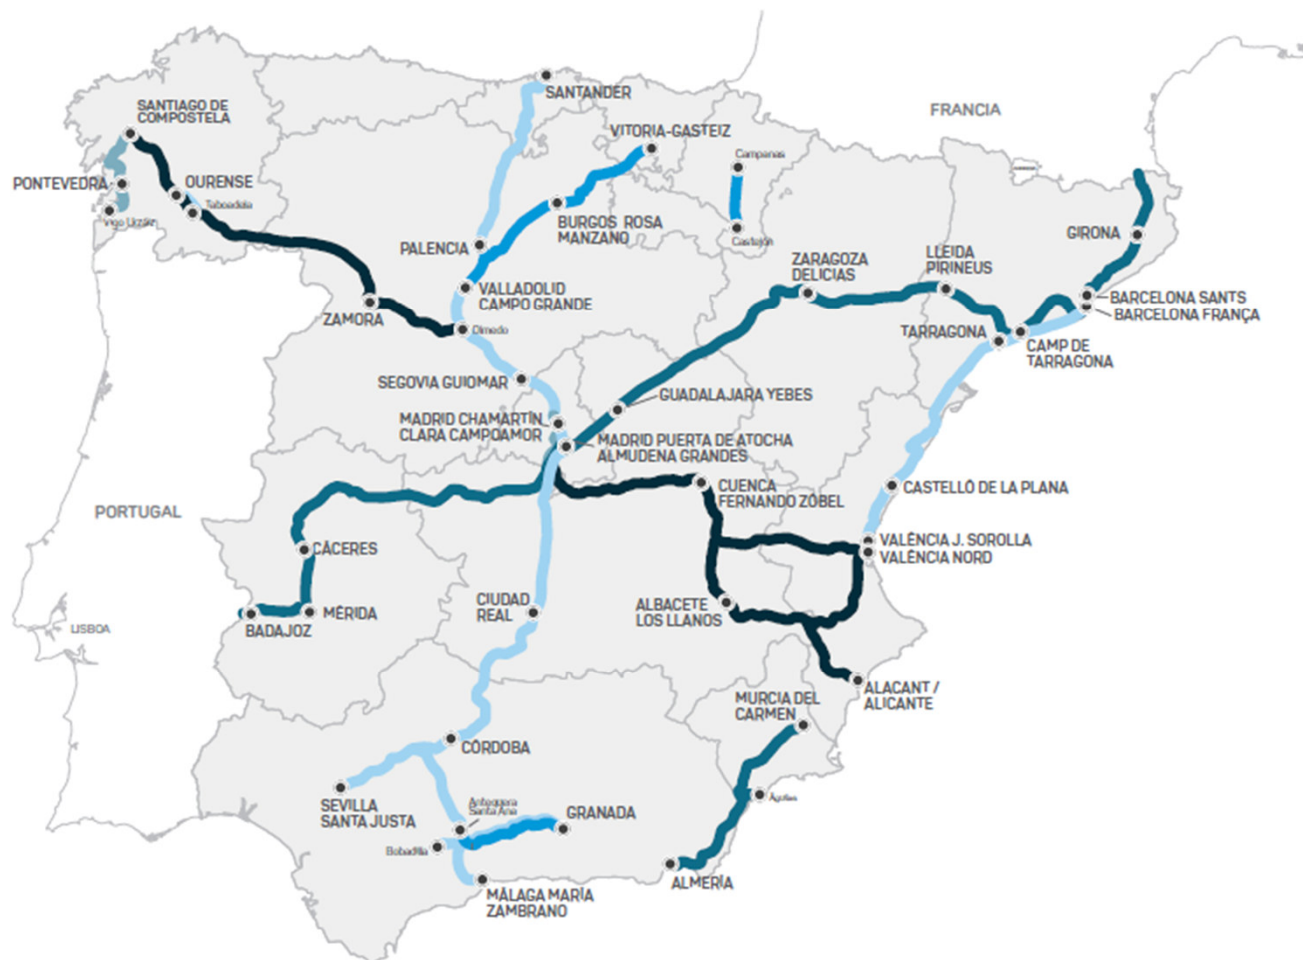 SANTANDER
SANTIAGO DE
COMPOSTELA
FRANCIA
VITORIA-GASTEIZ
Campanas
PONTEVEDRA
OURENSE
Taboadela
Vigo Urzáiz
BURGOS ROSA
MANZANO
Castejón
GIRONA
PALENCIA
ZARAGOZA
DELICIAS
LLEIDA
PIRINEUS
VALLADOLID
CAMPO GRANDE
BARCELONA SANTS
BARCELONA FRANÇA
ZAMORA
Olmedo
TARRAGONA
CAMP DE
TARRAGONA
SEGOVIA GUIOMAR
GUADALAJARA YEBES
MADRID CHAMARTÍN
CLARA CAMPOAMOR
MADRID PUERTA DE ATOCHA
ALMUDENA GRANDES
CUENCA
FERNANDO ZÓBEL
CASTELLÓ DE LA PLANA
PORTUGAL
CÁCERES
VALÈNCIA J. SOROLLA
VALÈNCIA NORD
CIUDAD
REAL
ALBACETE
LOS LLANOS
MÉRIDA
BADAJOZ
LISBOA
ALACANT /
ALICANTE
MURCIA DEL
CARMEN
CÓRDOBA
SEVILLA
SANTA JUSTA
Antequera
Santa Ana
GRANADA
Águilas
Bobadilla
ALMERÍA
MÁLAGA MARÍA
ZAMBRANO